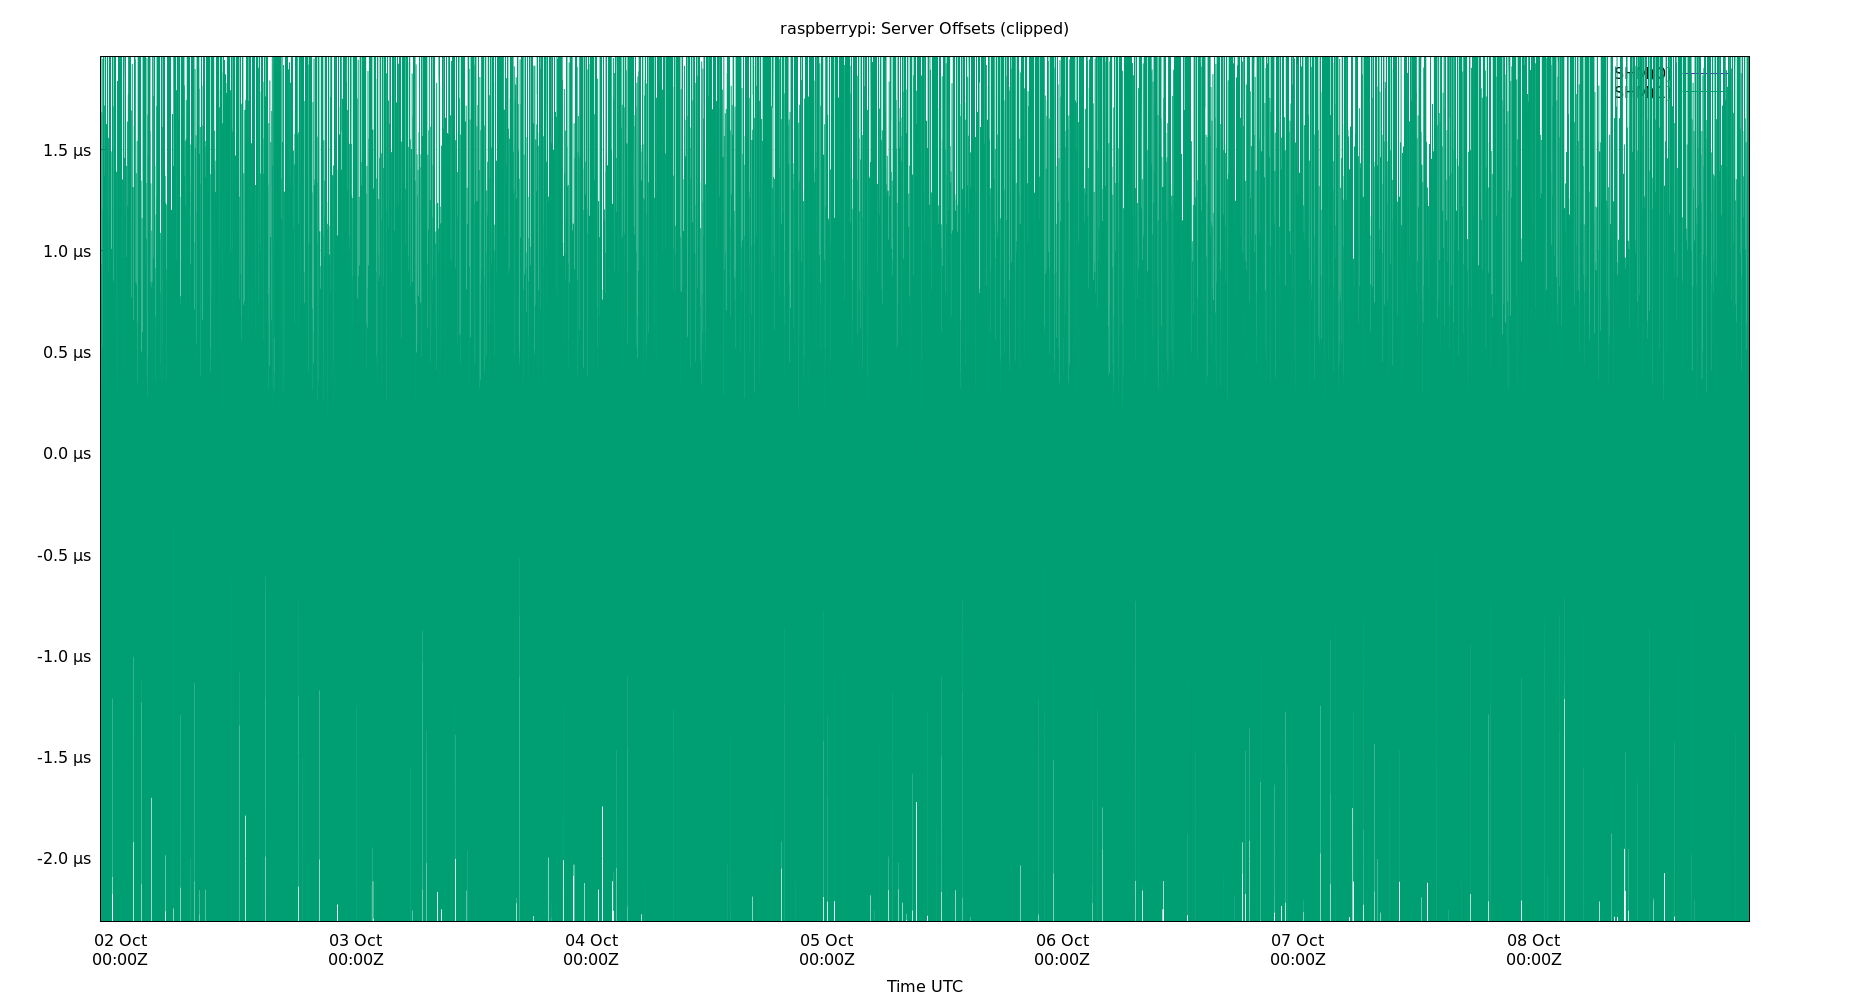 raspberrypi: Server Offsets (clipped)
1.5 µs
1.0 µs
0.5 µs
0.0 µs
-0.5 µs
-1.0 µs
-1.5 µs
-2.0 µs
02 Oct 03 Oct 04 Oct 05 Oct 06 Oct 07 Oct 08 Oct
00:00Z 00:00Z 00:00Z 00:00Z 00:00Z 00:00Z 00:00Z
Time UTC